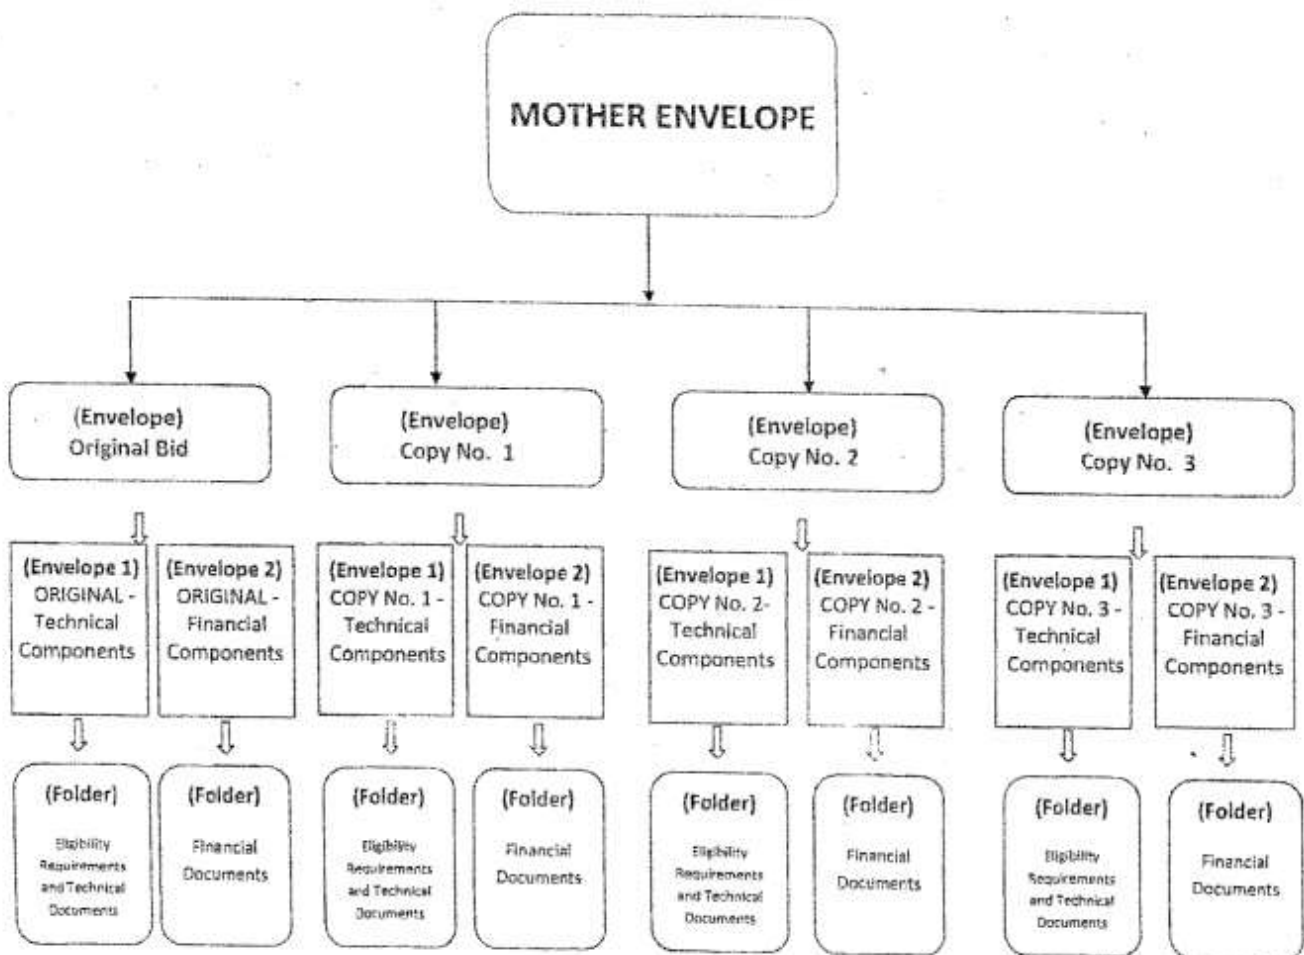 MOTHER ENVELOPE
(Envelope)
Original Bid
(Envelope)
Copy No. 1
(Envelope)
Copy No. 2
(Envelope)
Copy No. 3
(Envelope 1)
ORIGINAL -
Technical
Components
(Envelope 2)
ORIGINAL -
Financial
Components
(Envelope 1)
COPY No. 1 -
Technical
Components
(Envelope 2)
COPY No. 1 -
Financial
Components
(Envelope 1)
COPY No. 2-
Technical
Components
(Envelope 2)
COPY No. 2 -
Financial
Components
(Envelope 1)
COPY No. 3 -
Technical
Components
(Envelope 2)
COPY No. 3 -
Financial
Components
(Folder)
Eligibility
Requirements
and Technical
Documents
(Folder)
Financial
Documents
(Folder)
Eligibility
Requirements
and Technical
Documents
(Folder)
Financial
Documents
(Folder)
Eligibility
Requirements
and Technical
Documents
(Folder)
Financial
Documents
(Folder)
Eligibility
Requirements
and Technical
Documents
(Folder)
Financial
Documents